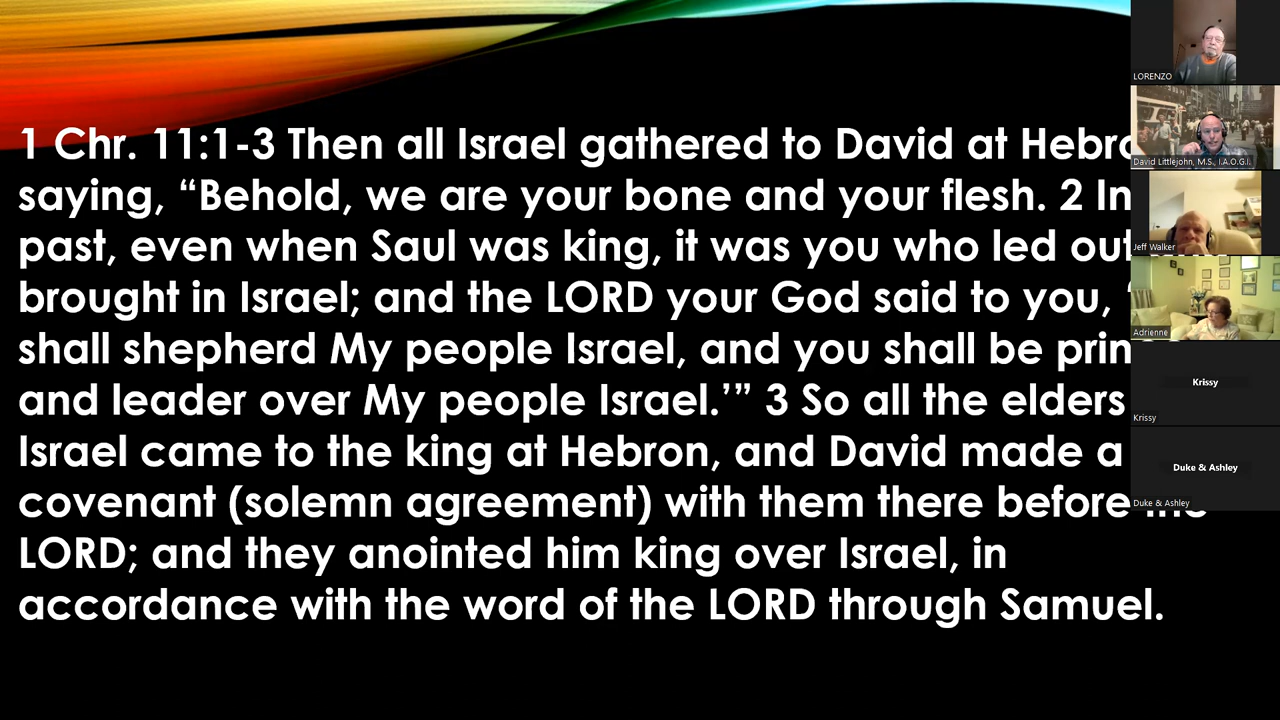 1 Chr. 11:1-3 Then all Israel gathered to David at
saying, “Behold, we are your bone and your flesh. 2 In
past, even when Saul was king, it was you who led out
brought in Israel; and the LORD your God said to you,
shall shepherd My people Israel, and you shall be
and leader over My people Israel.’” 3 So all the elders
Israel came to the king at Hebron, and David made a
covenant (solemn agreement) with them there before
LORD; and they anointed him king over Israel, in
accordance with the word of the LORD through Samuel.
LORENZO
David Littlejohn, M.S., I.A.O.G.I.
Jeff Walker
Adrienne
Krissy
Krissy
Duke & Ashley
Duke & Ashley